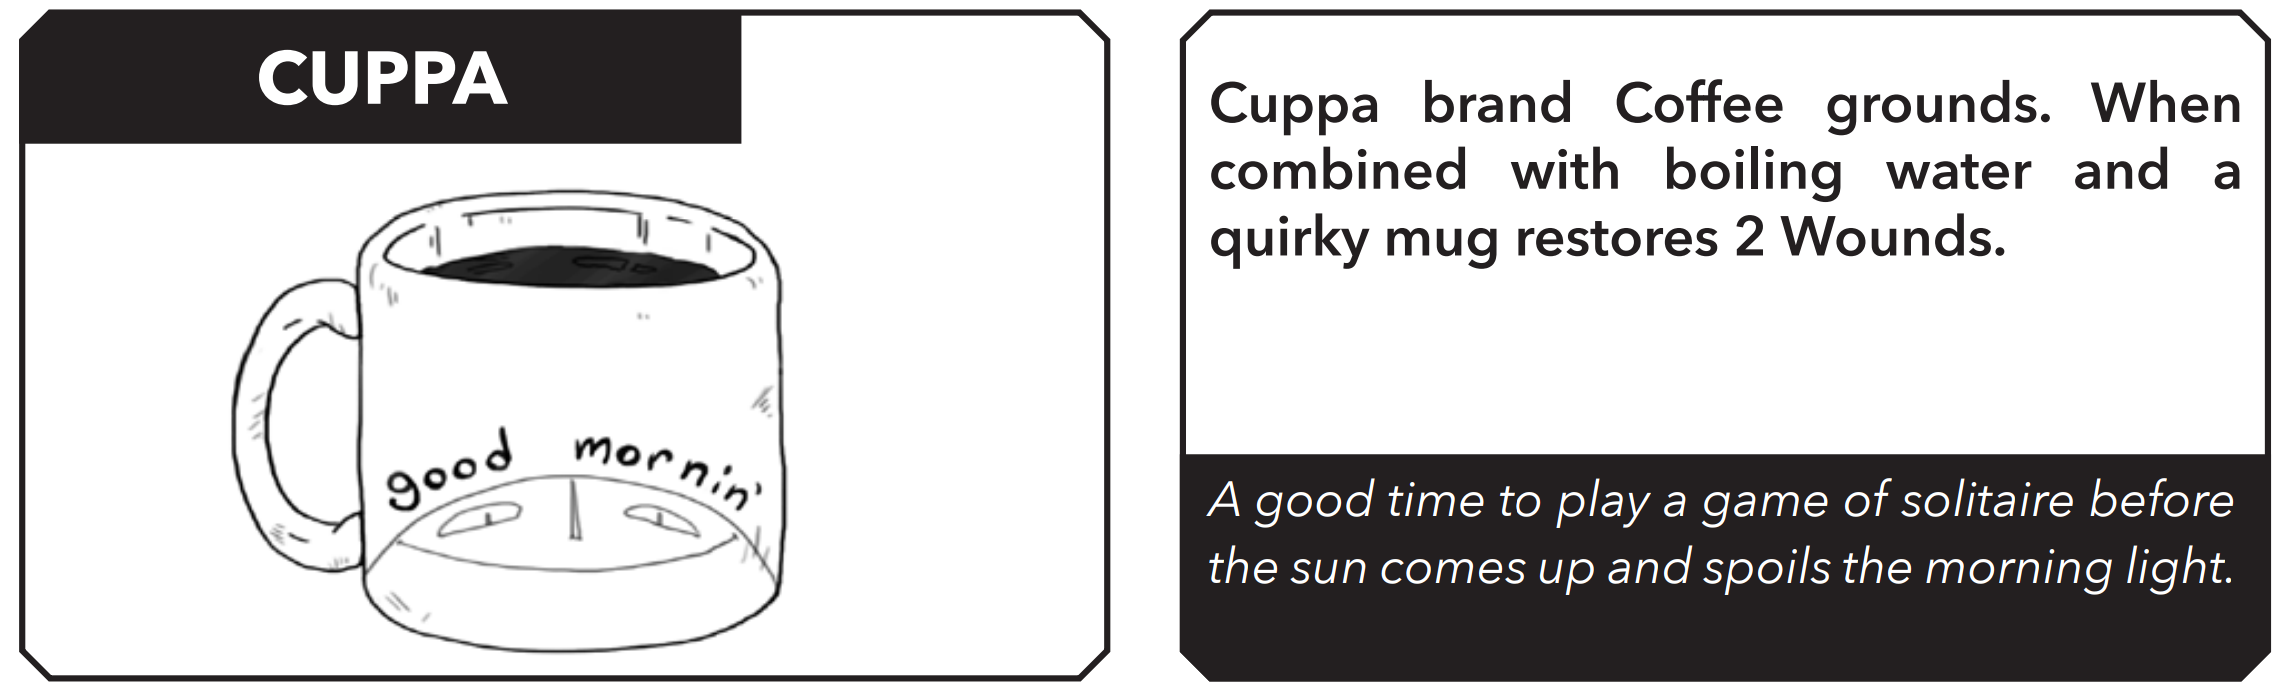 CUPPA
good mornin'
Cuppa brand Coffee grounds. When
combined with boiling water and a
quirky mug restores 2 Wounds.
A good time to play a game of solitaire before
the sun comes up and spoils the morning light.